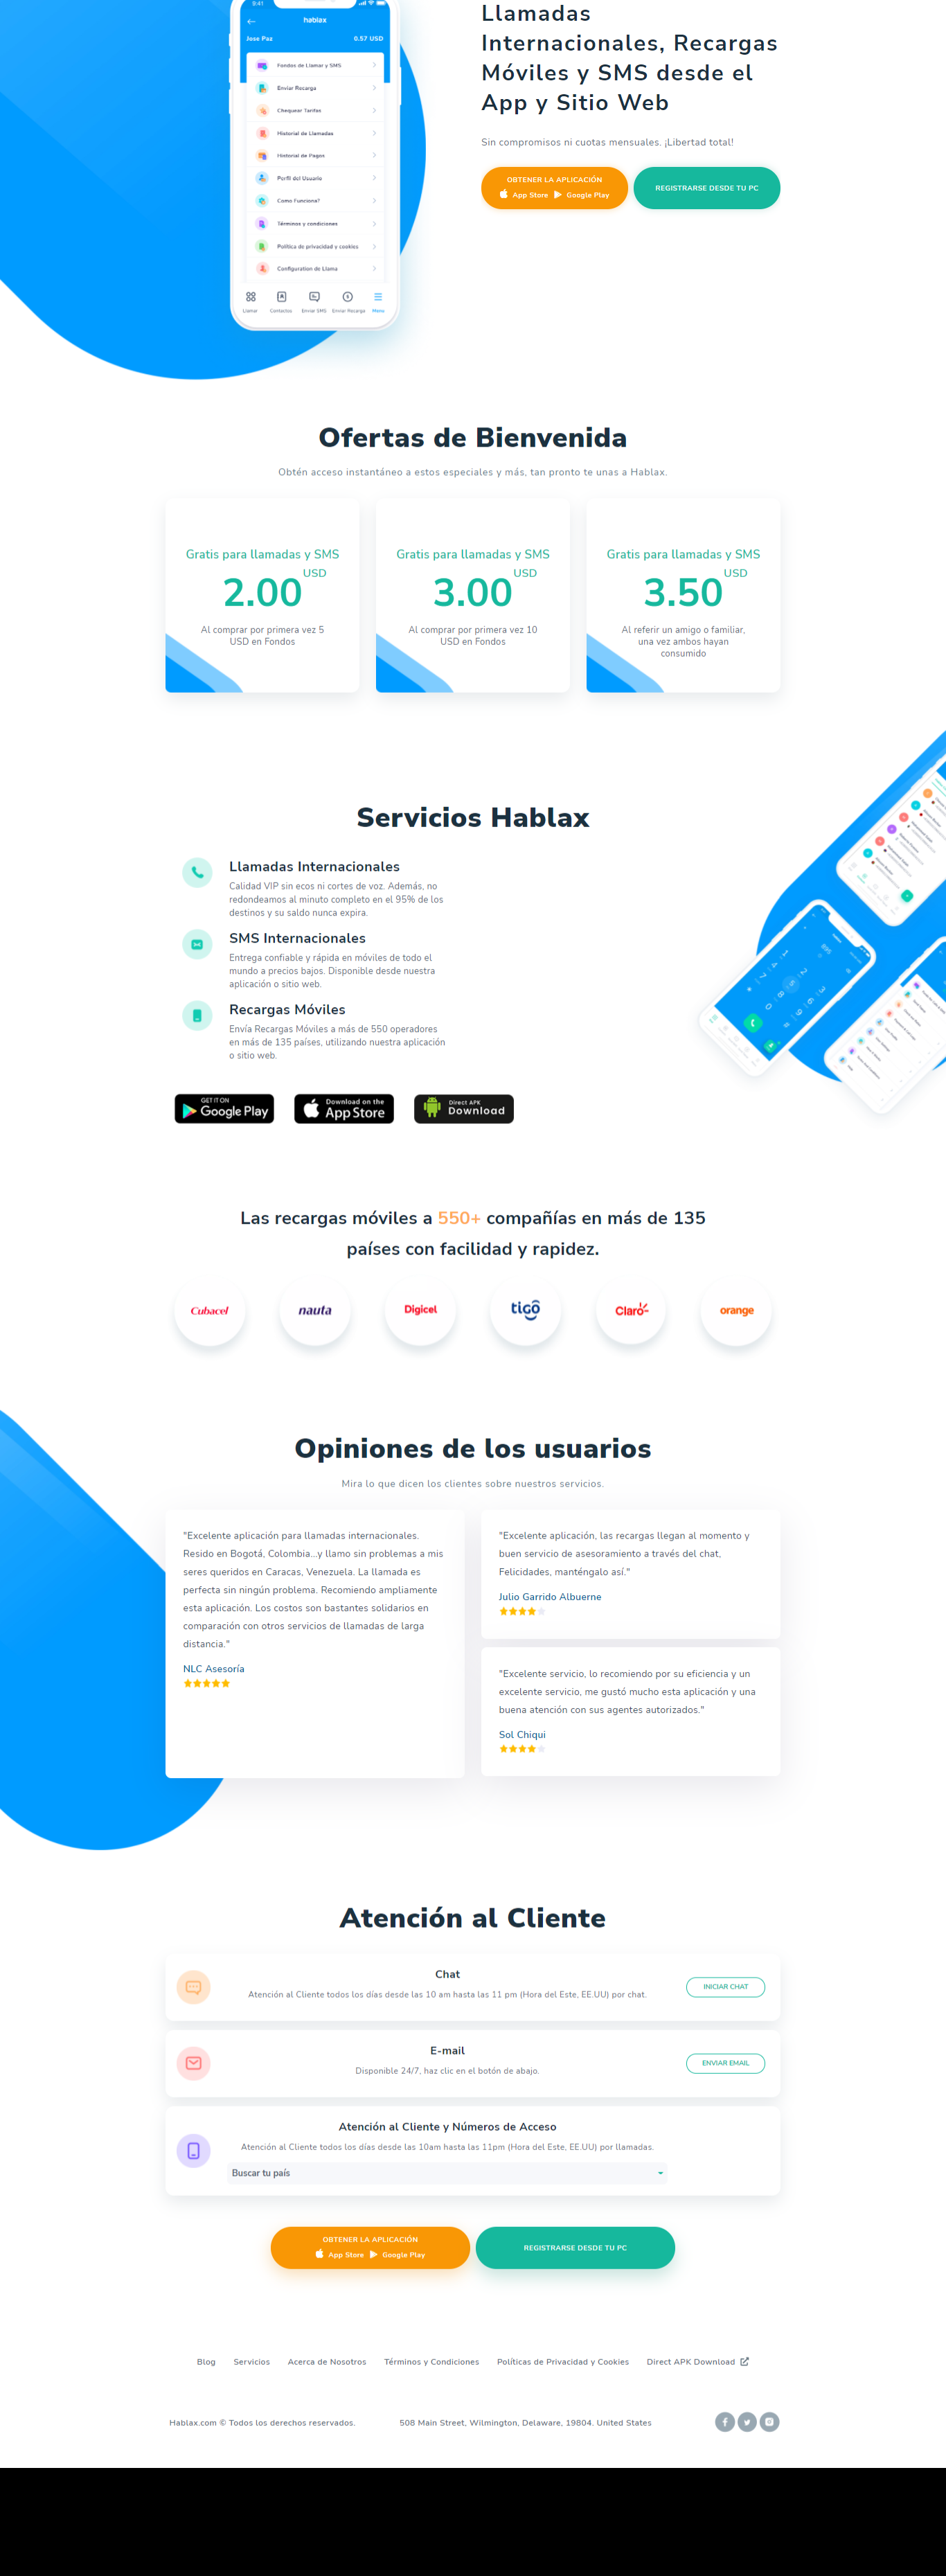 9:41
hablax
Jose Paz
0.57 USD
Fondos de Llamar y SMS
Enviar Recarga
Chequear Tarifas
Historial de Llamadas
Historial de Pagos
Perfil del Usuario
Como Funciona?
Términos y condiciones
Política de privacidad y cookies
Configuration de Llama
Llamar
Contactos
Enviar SMS
Enviar Recarga
Menu
Llamadas
Internacionales, Recargas
Móviles y SMS desde el
App y Sitio Web
Sin compromisos ni cuotas mensuales. ¡Libertad total!
OBTENER LA APLICACIÓN
App Store Google Play
REGISTRARSE DESDE TU PC
Ofertas de Bienvenida
Obtén acceso instantáneo a estos especiales y más, tan pronto te unas a Hablax.
Gratis para llamadas y SMS
2.00 USD
Al comprar por primera vez 5
USD en Fondos
Gratis para llamadas y SMS
3.00 USD
Al comprar por primera vez 10
USD en Fondos
Gratis para llamadas y SMS
3.50 USD
Al referir un amigo o familiar,
una vez ambos hayan
consumido
Servicios Hablax
Llamadas Internacionales
Calidad VIP sin ecos ni cortes de voz. Además, no
redondeamos al minuto completo en el 95% de los
destinos y su saldo nunca expira.
SMS Internacionales
Entrega confiable y rápida en móviles de todo el
mundo a precios bajos. Disponible desde nuestra
aplicación o sitio web.
Recargas Móviles
Envía Recargas Móviles a más de 550 operadores
en más de 135 países, utilizando nuestra aplicación
o sitio web.
GET IT ON
Google Play
Download on the
App Store
Direct APK
Download
Las recargas móviles a 550+ compañías en más de 135
países con facilidad y rapidez.
Cubacel
nauta
Digicel
tigo
Claro
orange
Opiniones de los usuarios
Mira lo que dicen los clientes sobre nuestros servicios.
"Excelente aplicación para llamadas internacionales.
Resido en Bogotá, Colombia...y llamo sin problemas a mis
seres queridos en Caracas, Venezuela. La llamada es
perfecta sin ningún problema. Recomiendo ampliamente
esta aplicación. Los costos son bastantes solidarios en
comparación con otros servicios de llamadas de larga
distancia."
NLC Asesoría
"Excelente aplicación, las recargas llegan al momento y
buen servicio de asesoramiento a través del chat,
Felicidades, manténgalo así."
Julio Garrido Albuerne
"Excelente servicio, lo recomiendo por su eficiencia y un
excelente servicio, me gustó mucho esta aplicación y una
buena atención con sus agentes autorizados."
Sol Chiqui
Atención al Cliente
Chat
Atención al Cliente todos los días desde las 10 am hasta las 11 pm (Hora del Este, EE.UU) por chat.
INICIAR CHAT
E-mail
Disponible 24/7, haz clic en el botón de abajo.
ENVIAR EMAIL
Atención al Cliente y Números de Acceso
Atención al Cliente todos los días desde las 10am hasta las 11pm (Hora del Este, EE.UU) por llamadas.
Buscar tu país
OBTENER LA APLICACIÓN
App Store Google Play
REGISTRARSE DESDE TU PC
Blog Servicios Acerca de Nosotros Términos y Condiciones Políticas de Privacidad y Cookies Direct APK Download
Hablax.com © Todos los derechos reservados.
508 Main Street, Wilmington, Delaware, 19804. United States